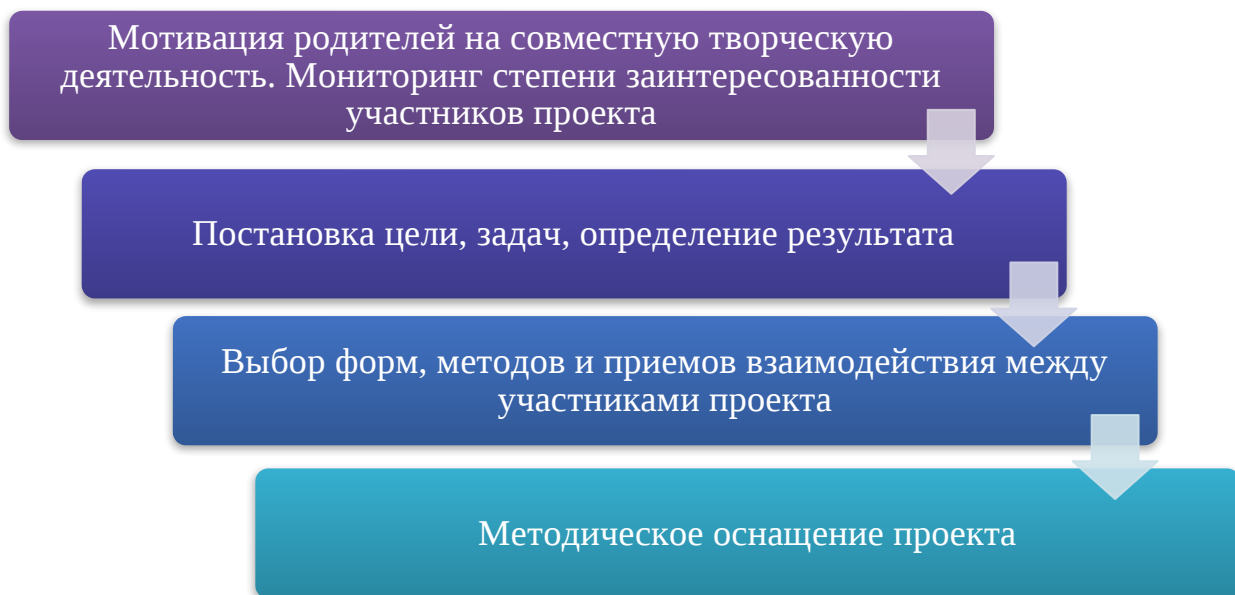 Мотивация родителей на совместную творческую
деятельность. Мониторинг степени заинтересованности
участников проекта
Постановка цели, задач, определение результата
Выбор форм, методов и приемов взаимодействия между
участниками проекта
Методическое оснащение проекта